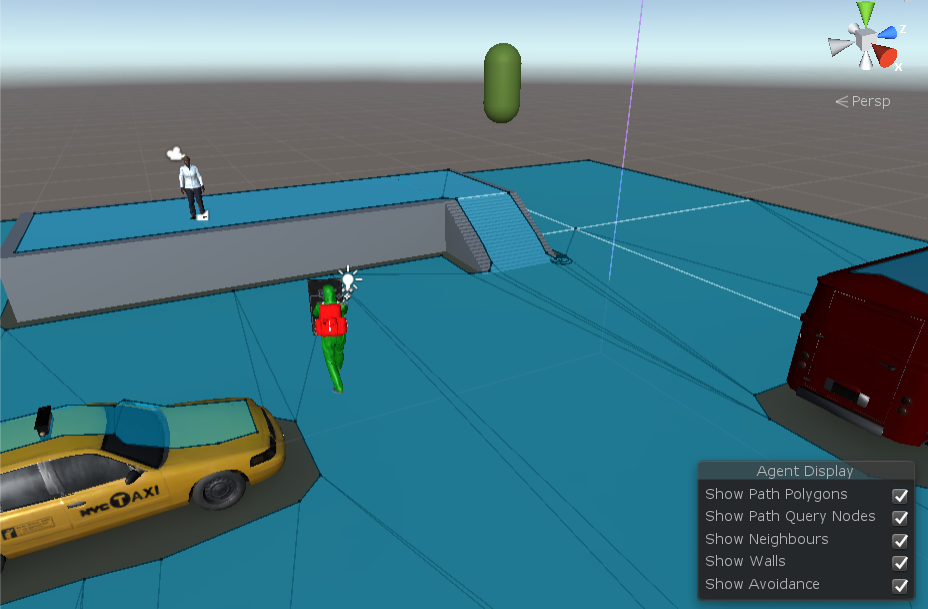 Z
X
Persp
NYC TAXI
Agent Display
Show Path Polygons
Show Path Query Nodes
Show Neighbours
Show Walls
Show Avoidance